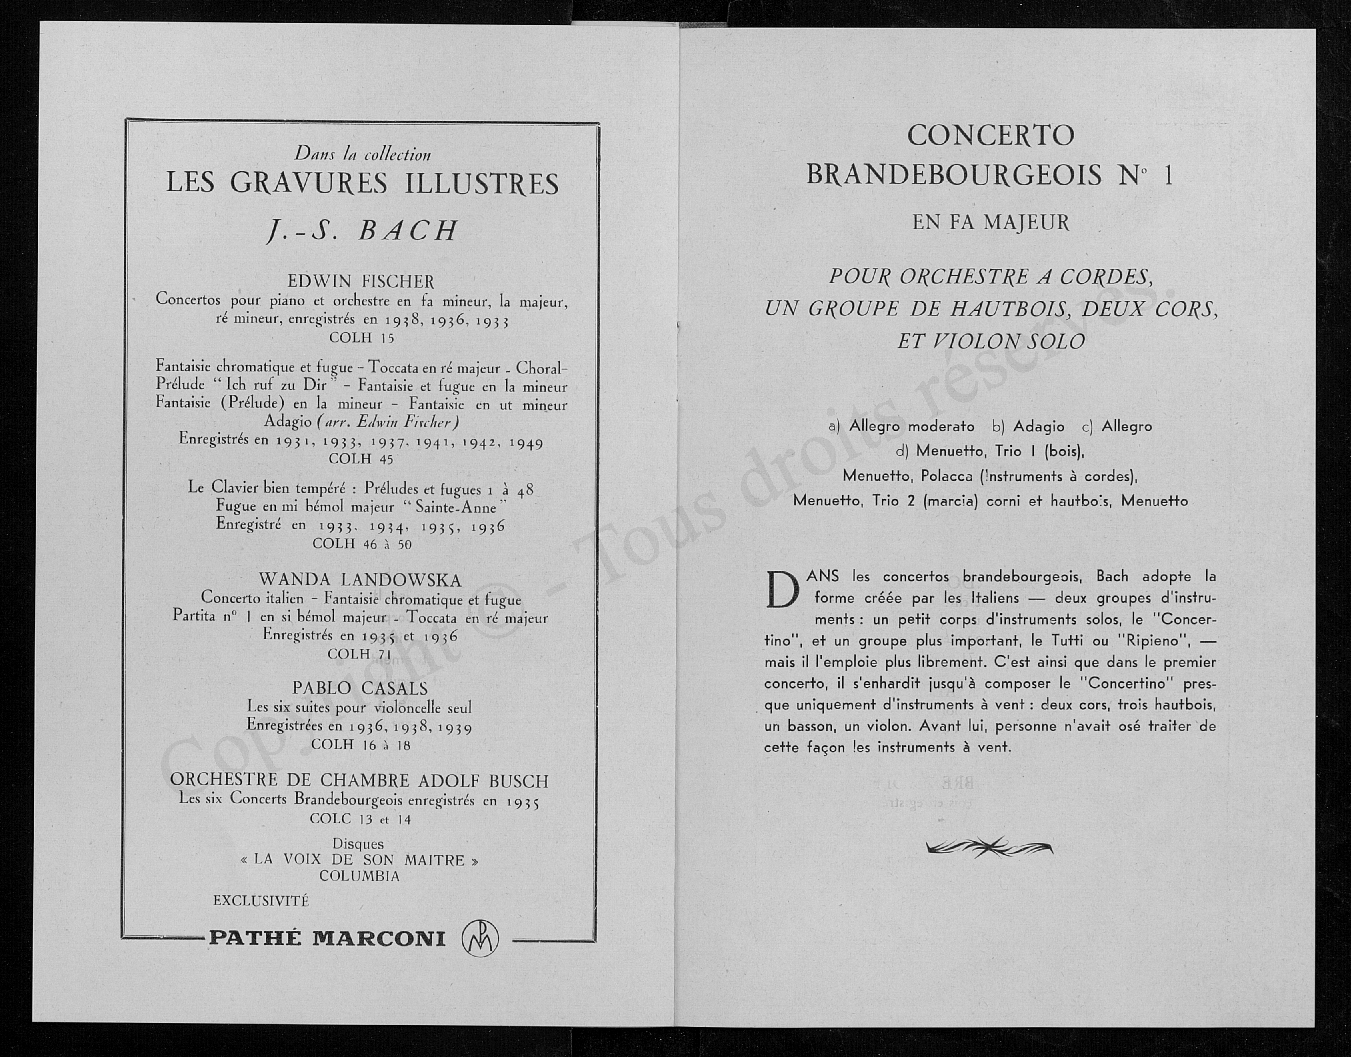 Dans la collection
LES GRAVURES ILLUSTRES
J.-S. BACH
EDWIN FISCHER
Concertos pour piano et orchestre en fa mineur, la majeur,
ré mineur, enregistrés en 1938, 1936, 1933
COLH 15
Fantaisie chromatique et fugue - Toccata en ré majeur - Choral-
Prélude “ Ich ruf zu Dir ” - Fantaisie et fugue en la mineur
Fantaisie (Prélude) en la mineur - Fantaisie en ut mineur
Adagio (arr. Edwin Fischer)
Enregistrés en 1931, 1933, 1937, 1941, 1942, 1949
COLH 45
Le Clavier bien tempéré : Préludes et fugues 1 à 48
Fugue en mi bémol majeur “ Sainte-Anne ”
Enregistré en 1933, 1934, 1935, 1936
COLH 46 à 50
WANDA LANDOWSKA
Concerto italien - Fantaisie chromatique et fugue
Partita n° 1 en si bémol majeur - Toccata en ré majeur
Enregistrés en 1935 et 1936
COLH 71
PABLO CASALS
Les six suites pour violoncelle seul
Enregistrées en 1936, 1938, 1939
COLH 16 à 18
ORCHESTRE DE CHAMBRE ADOLF BUSCH
Les six Concerts Brandebourgeois enregistrés en 1935
COLC 13 et 14
Disques
« LA VOIX DE SON MAITRE »
COLUMBIA
EXCLUSIVITÉ
PATHÉ MARCONI
CONCERTO
BRANDEBOURGEOIS N° 1
EN FA MAJEUR
POUR ORCHESTRE A CORDES,
UN GROUPE DE HAUTBOIS, DEUX CORS,
ET VIOLON SOLO
a) Allegro moderato b) Adagio c) Allegro
d) Menuetto, Trio I (bois),
Menuetto, Polacca (instruments à cordes),
Menuetto, Trio 2 (marcia) corni et hautbois, Menuetto
DANS les concertos brandebourgeois, Bach adopte la
forme créée par les Italiens — deux groupes d'instru-
ments : un petit corps d'instruments solos, le "Concer-
tino", et un groupe plus important, le Tutti ou "Ripieno", —
mais il l'emploie plus librement. C'est ainsi que dans le premier
concerto, il s'enhardit jusqu'à composer le "Concertino" pres-
que uniquement d'instruments à vent : deux cors, trois hautbois,
un basson, un violon. Avant lui, personne n'avait osé traiter de
cette façon les instruments à vent.
Copyright © - Tous droits réservés.